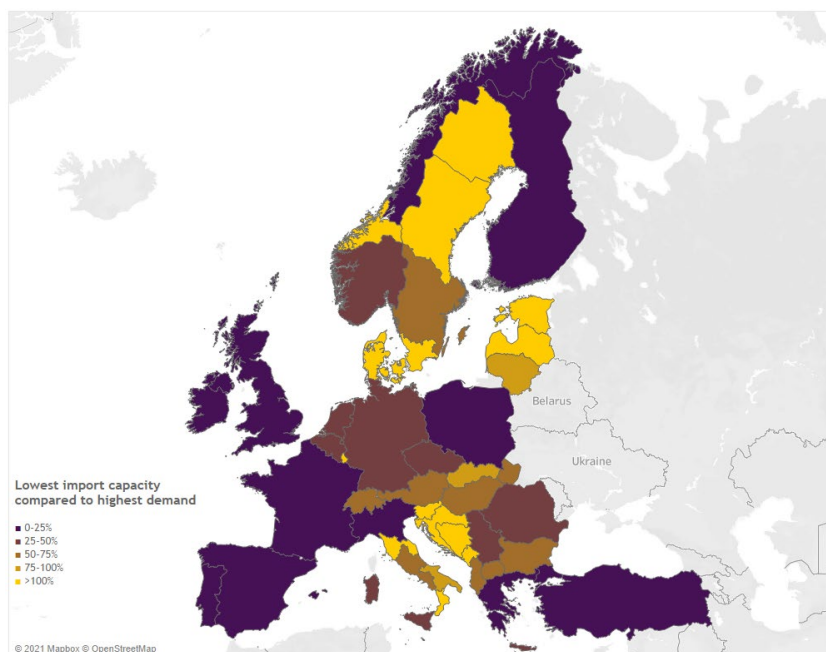 Belarus
Ukraine
Lowest import capacity
compared to highest demand
0-25%
25-50%
50-75%
75-100%
>100%
© 2021 Mapbox © OpenStreetMap